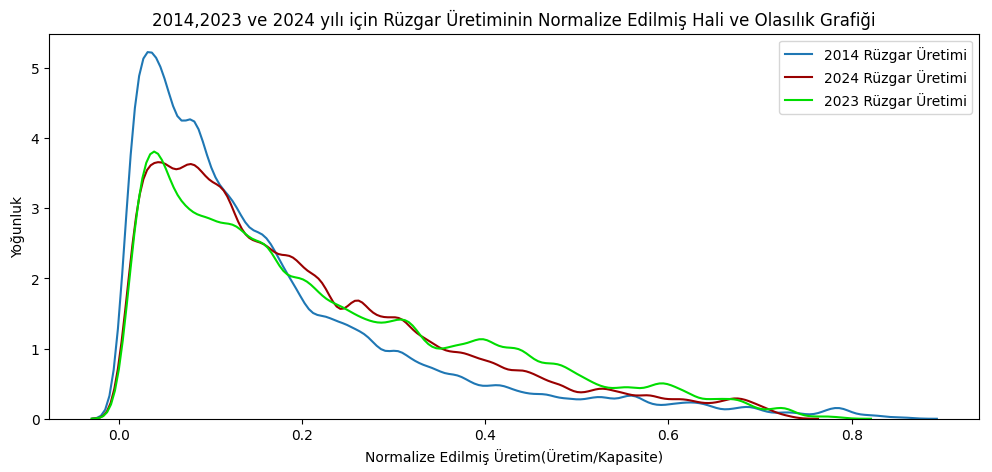 2014,2023 ve 2024 yılı için Rüzgar Üretiminin Normalize Edilmiş Hali ve Olasılık Grafiği
2014 Rüzgar Üretimi
2024 Rüzgar Üretimi
2023 Rüzgar Üretimi
Yoğunluk
5
4
3
2
1
0
0.0
0.2
0.4
0.6
0.8
Normalize Edilmiş Üretim(Üretim/Kapasite)